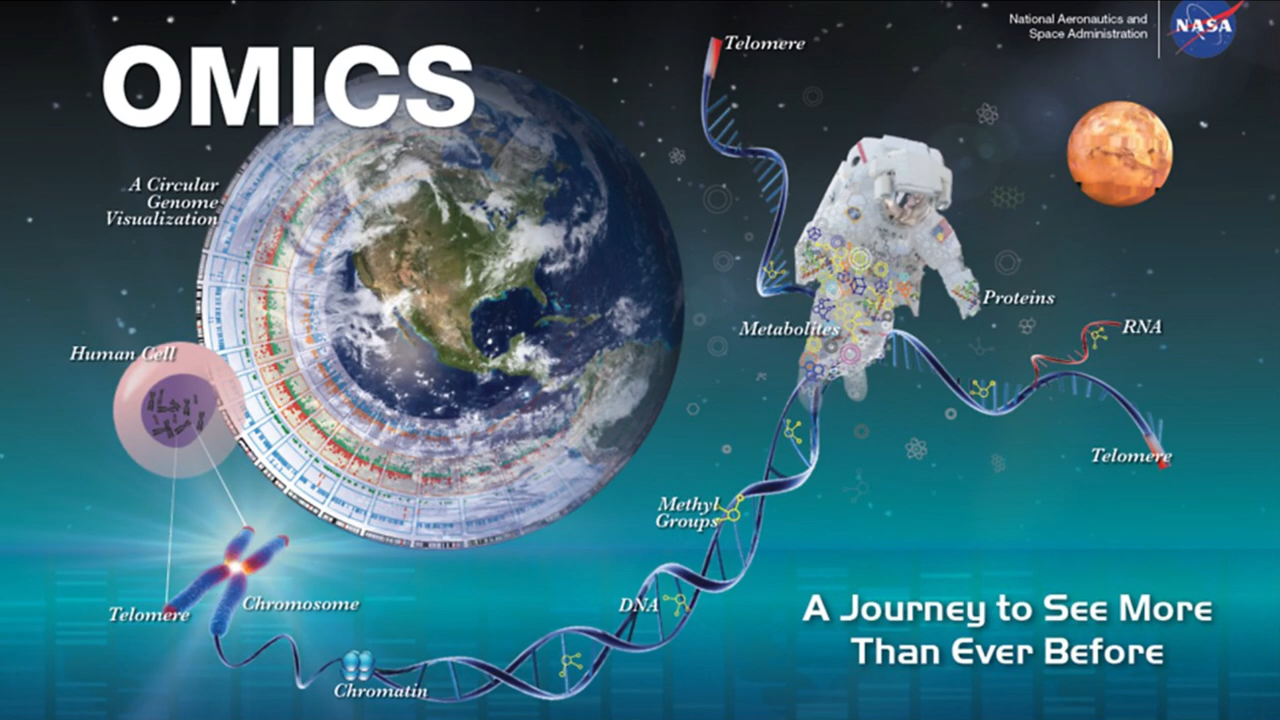 National Aeronautics and
Space Administration
NASA
OMICS
Telomere
A Circular
Genome
Visualization
Human Cell
Proteins
Metabolites
RNA
Telomere
Methyl
Groups
Telomere
Chromosome
DNA
Chromatin
A Journey to See More
Than Ever Before